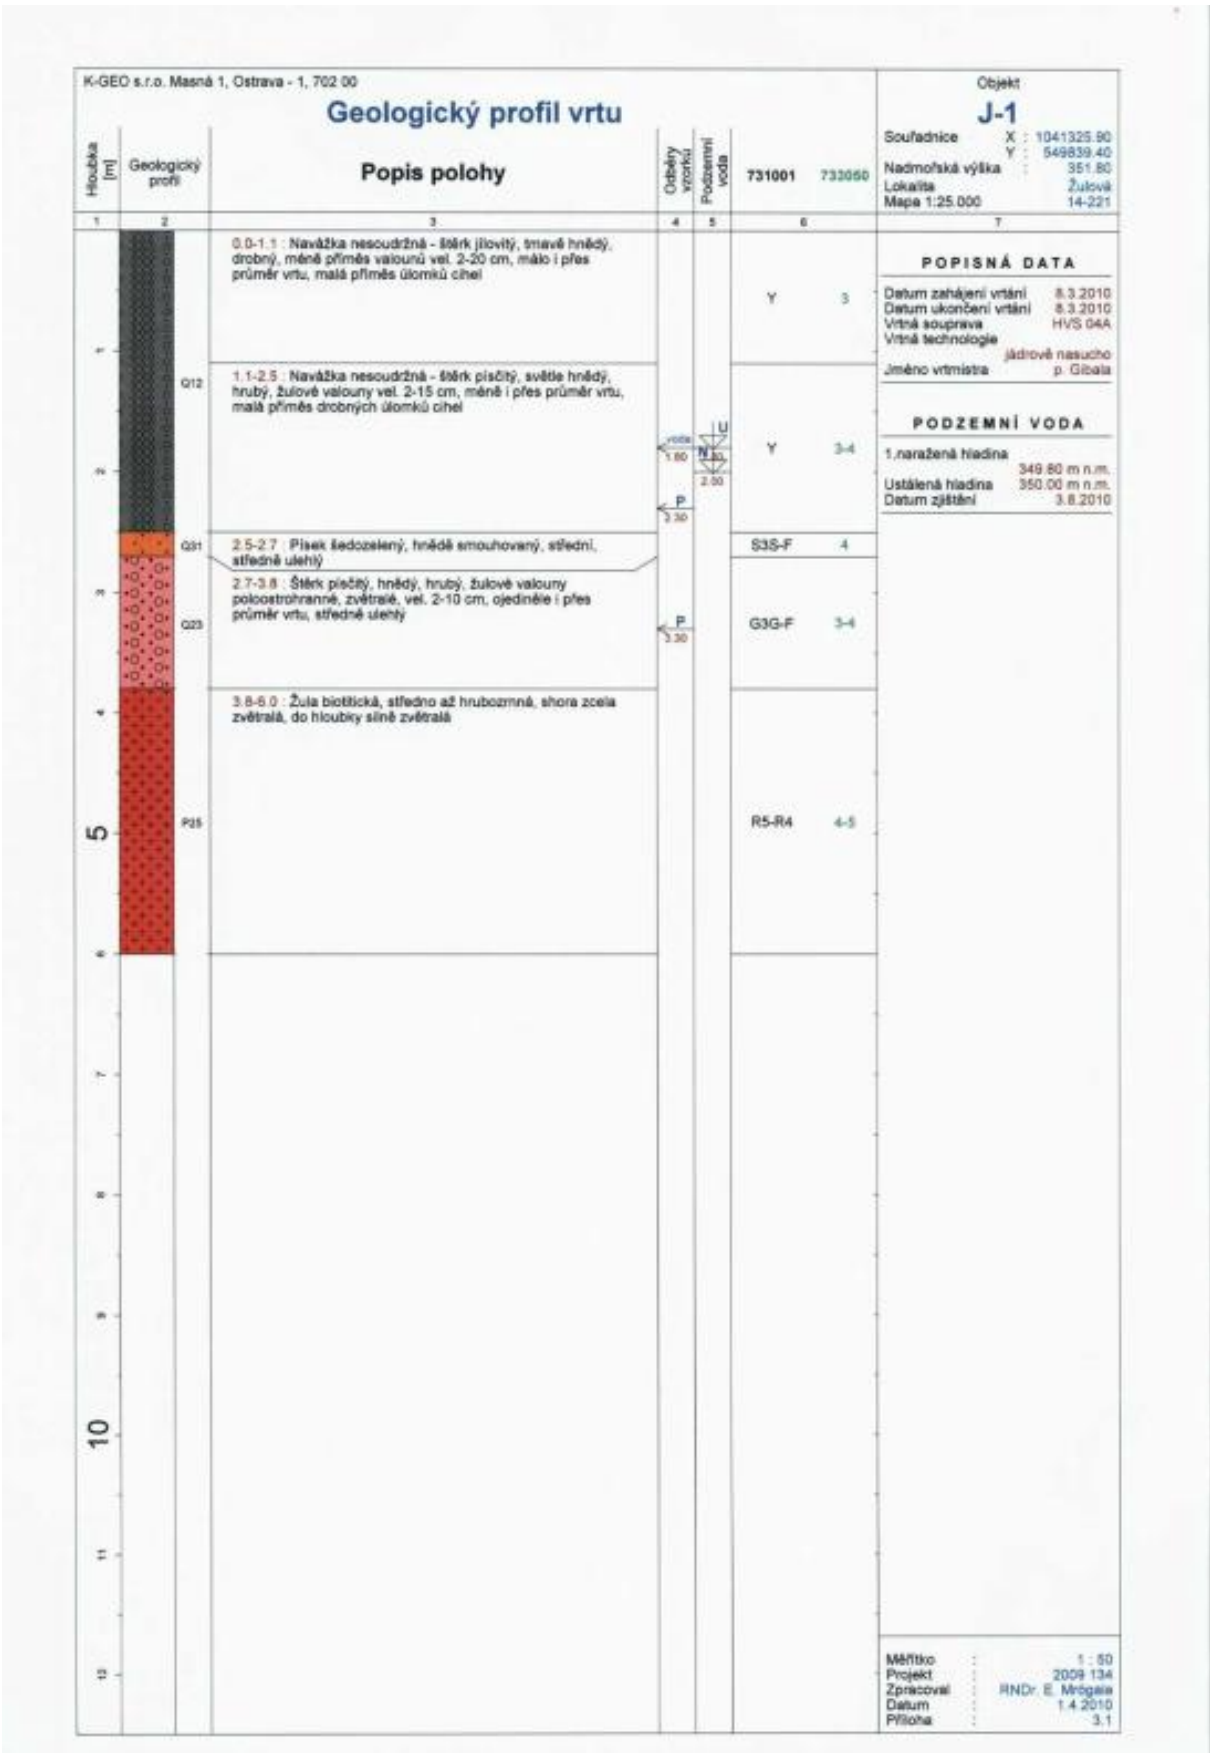 K-GEO s.r.o. Masná 1, Ostrava - 1, 702 00
Geologický profil vrtu
Hloubka [m]
Geologický profil
Popis polohy
Odběry vzorků
Podzemní voda
731001 733050
Objekt
J-1
Souřadnice X : 1041325.90
Y : 549839.40
Nadmořská výška : 351.80
Lokalita Žulová
Mapa 1:25.000 14-221
1 2 3 4 5 6 7
0.0-1.1 : Navážka nesoudržná - štěrk jílovitý, tmavě hnědý,
drobný, méně příměs valounů vel. 2-20 cm, málo i přes
průměr vrtu, malá příměs úlomků cihel
Y 3
1
Q12
1.1-2.5 : Navážka nesoudržná - štěrk písčitý, světle hnědý,
hrubý, žulové valouny vel. 2-15 cm, méně i přes průměr vrtu,
malá příměs drobných úlomků cihel
voda
1.80
U
N
2.00
Y 3-4
2
P
2.30
Q31
2.5-2.7 : Písek šedozelený, hnědě smouhovaný, střední,
středně ulehlý
S3S-F 4
2.7-3.8 : Štěrk písčitý, hnědý, hrubý, žulové valouny
poloostrohranné, zvětralé, vel. 2-10 cm, ojediněle i přes
průměr vrtu, středně ulehlý
3
Q23
P
3.30
G3G-F 3-4
3.8-6.0 : Žula biotitická, středno až hrubozrnná, shora zcela
zvětralá, do hloubky silně zvětralá
4
5
P25
R5-R4 4-5
6
7
8
9
10
11
12
POPISNÁ DATA
Datum zahájení vrtání 8.3.2010
Datum ukončení vrtání 8.3.2010
Vrtná souprava HVS 04A
Vrtná technologie
jádrově nasucho
Jméno vrtmistra p. Gibala
PODZEMNÍ VODA
1.naražená hladina
349.80 m n.m.
Ustálená hladina 350.00 m n.m.
Datum zjištění 3.8.2010
Měřítko : 1 : 50
Projekt : 2009 134
Zpracoval : RNDr. E. Mrógala
Datum : 1.4.2010
Příloha : 3.1